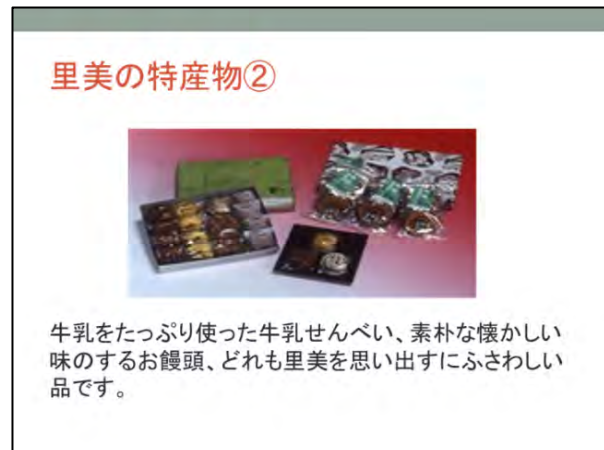 里美の特産物②
牛乳をたっぷり使った牛乳せんべい、素朴な懐かしい
味のするお饅頭、どれも里美を思い出すにふさわしい
品です。